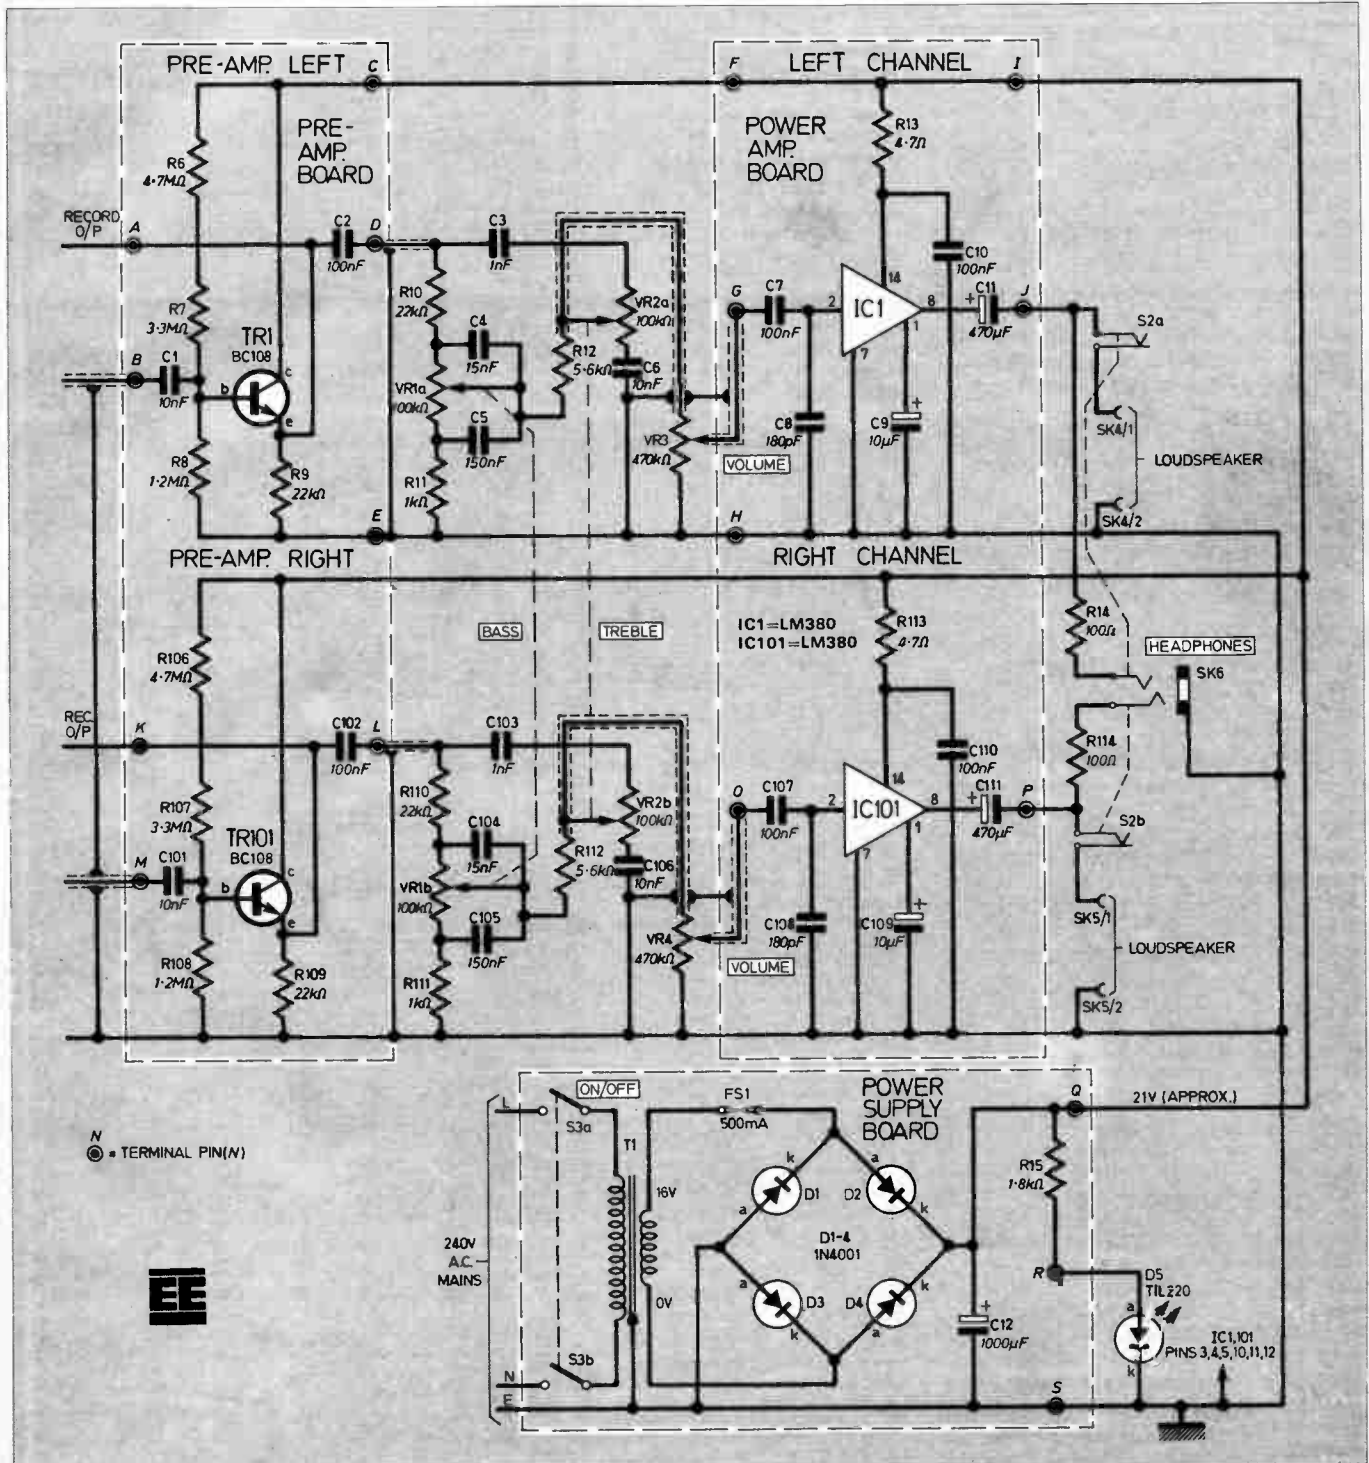 PRE-AMP. LEFT
C
F
LEFT CHANNEL
I
PRE-
AMP.
BOARD
POWER
AMP.
BOARD
R13
4·7Ω
R6
4·7MΩ
RECORD
O/P
A
C2
100nF
D
C3
1nF
C10
100nF
R7
3·3MΩ
R10
22kΩ
VR2a
100kΩ
G
C7
100nF
2
IC1
14
8
1
7
C11
+
470µF
J
S2a
TR1
BC108
B
C1
10nF
b
c
e
C4
15nF
R12
5·6kΩ
C6
10nF
VR1a
100kΩ
C5
150nF
VR3
470kΩ
VOLUME
C8
180pF
C9
10µF
+
SK4/1
LOUDSPEAKER
SK4/2
R8
1·2MΩ
R9
22kΩ
R11
1kΩ
E
H
PRE-AMP. RIGHT
RIGHT CHANNEL
BASS
TREBLE
IC1=LM380
IC101=LM380
R113
4·7Ω
R14
100Ω
HEADPHONES
SK6
R106
4·7MΩ
REC.
O/P
K
C102
100nF
L
C103
1nF
C110
100nF
R114
100Ω
R107
3·3MΩ
R110
22kΩ
VR2b
100kΩ
O
C107
100nF
2
IC101
14
8
1
7
C111
+
470µF
P
S2b
TR101
BC108
M
C101
10nF
b
c
e
C104
15nF
R112
5·6kΩ
C106
10nF
VR1b
100kΩ
C105
150nF
VR4
470kΩ
VOLUME
C108
180pF
C109
10µF
+
SK5/1
LOUDSPEAKER
SK5/2
R108
1·2MΩ
R109
22kΩ
R111
1kΩ
ON/OFF
FS1
500mA
POWER
SUPPLY
BOARD
Q
21V (APPROX.)
L
S3a
T1
N
= TERMINAL PIN(N)
16V
k
a
D1
a
a
D2
k
R15
1·8kΩ
240V
A.C.
MAINS
D1-4
1N4001
EE
0V
a
D3
k
k
D4
a
+
C12
1000µF
R
D5
TIL220
a
k
IC1,101
PINS 3,4,5,10,11,12
S3b
N
E
S